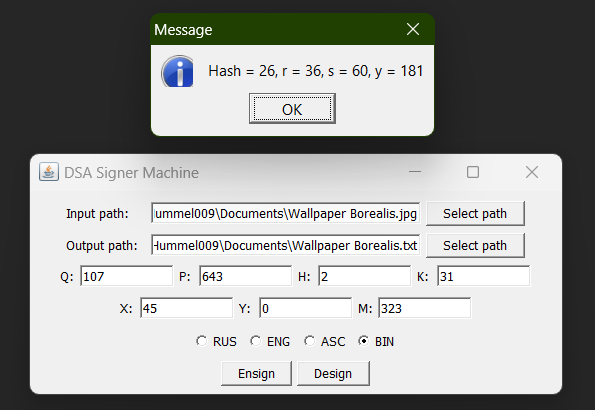 Message
Hash = 26, r = 36, s = 60, y = 181
OK
DSA Signer Machine
Input path: ummel009\Documents\Wallpaper Borealis.jpg Select path
Output path: Hummel009\Documents\Wallpaper Borealis.txt Select path
Q: 107 P: 643 H: 2 K: 31
X: 45 Y: 0 M: 323
RUS ENG ASC BIN
Ensign Design